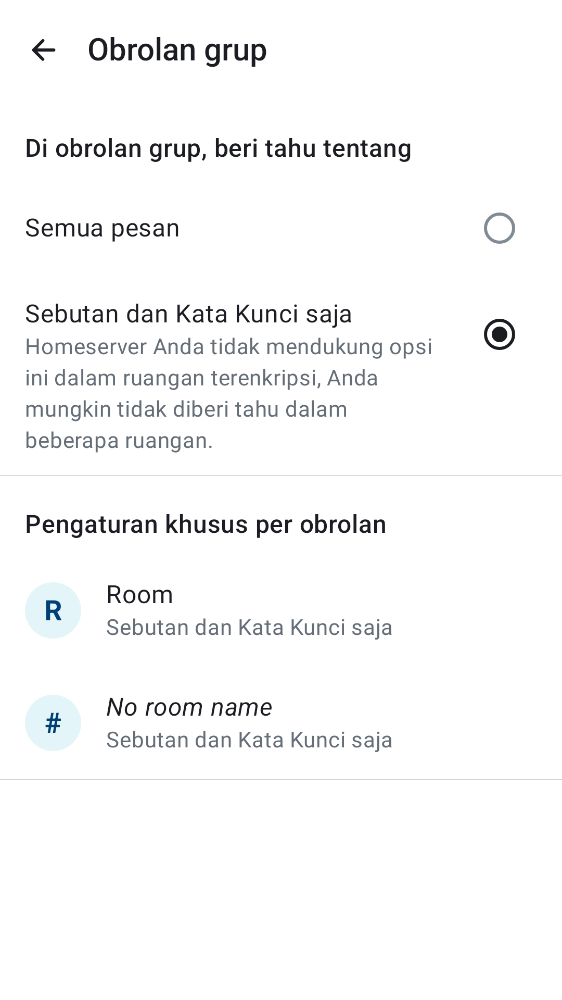 Obrolan grup
Di obrolan grup, beri tahu tentang
Semua pesan
Sebutan dan Kata Kunci saja
Homeserver Anda tidak mendukung opsi
ini dalam ruangan terenkripsi, Anda
mungkin tidak diberi tahu dalam
beberapa ruangan.
Pengaturan khusus per obrolan
R
Room
Sebutan dan Kata Kunci saja
#
No room name
Sebutan dan Kata Kunci saja